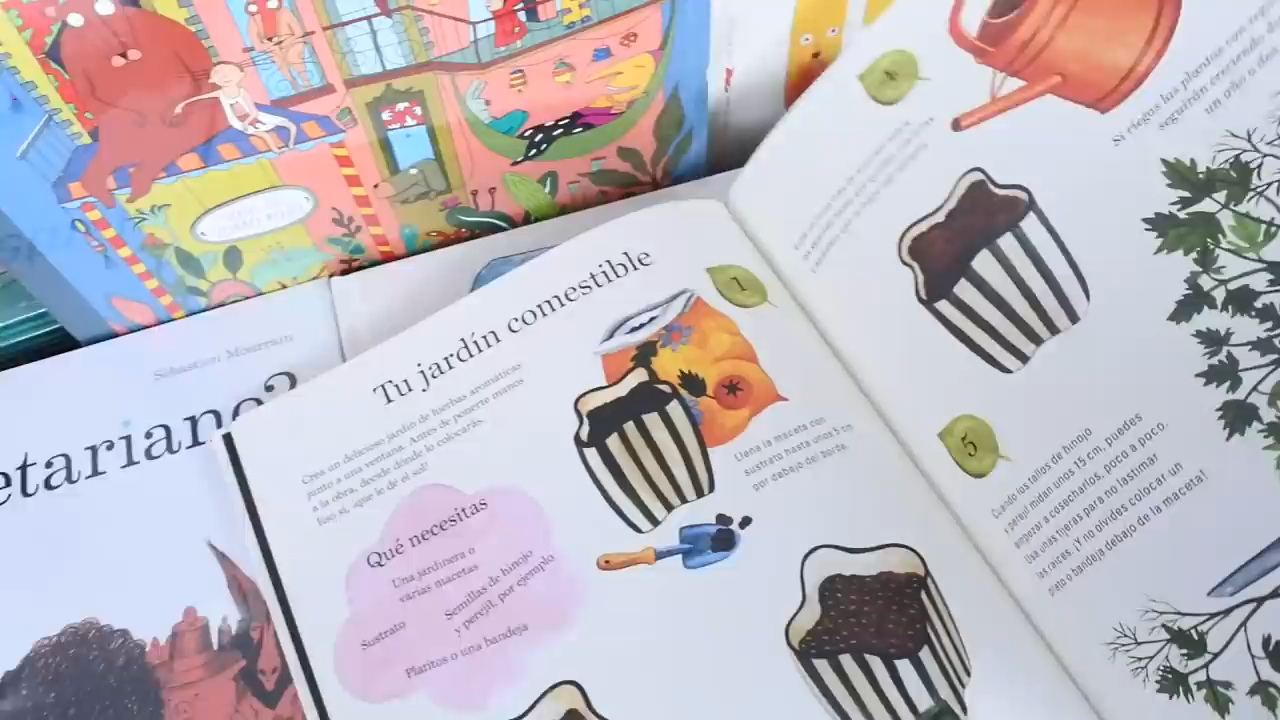 Sébastien Mourrain
etariano?
Tu jardín comestible
Crea un delicioso jardín de hierbas aromáticas
junto a una ventana. Antes de ponerte manos
a la obra, decide dónde lo colocarás.
Eso sí, ¡que le dé el sol!
Qué necesitas
Una jardinera o
varias macetas
Semillas de hinojo
y perejil, por ejemplo
Sustrato
Platitos o una bandeja
1
Llena la maceta con
sustrato hasta unos 5 cm
por debajo del borde.
4
Si riegas las plantas con
seguirán creciendo
un año o
5
Cuando los tallos de hinojo
y perejil midan unos 15 cm, puedes
empezar a cosecharlos, poco a poco.
Usa unas tijeras para no lastimar
las raíces. ¡Y no olvides colocar un
plato o bandeja debajo de la maceta!